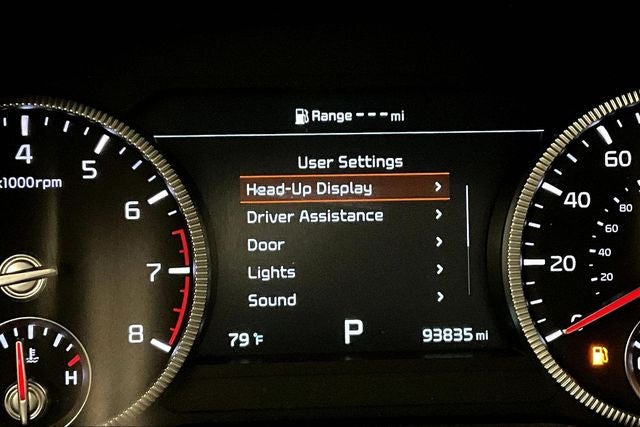 Range --- mi
User Settings
Head-Up Display >
Driver Assistance >
Door >
Lights >
Sound >
79 °F P 93835 mi
4
5
6
7
8
x1000rpm
H
60
40
20
0
80
60
40
20